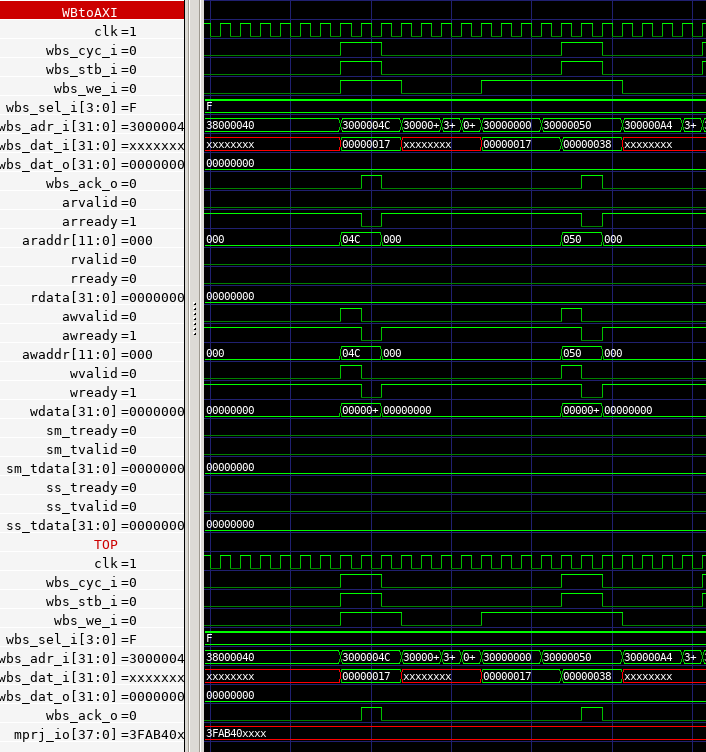 WBtoAXI
clk=1
wbs_cyc_i=0
wbs_stb_i=0
wbs_we_i=0
wbs_sel_i[3:0]=F F
wbs_adr_i[31:0]=3000004 38000040 3000004C 30000+ 3+ 0+ 30000000 30000050 300000A4 3+
wbs_dat_i[31:0]=xxxxxxx xxxxxxxx 00000017 xxxxxxxx 00000017 00000038 xxxxxxxx
wbs_dat_o[31:0]=0000000 00000000
wbs_ack_o=0
arvalid=0
arready=1
araddr[11:0]=000 000 04C 000 050 000
rvalid=0
rready=0
rdata[31:0]=0000000 00000000
awvalid=0
awready=1
awaddr[11:0]=000 000 04C 000 050 000
wvalid=0
wready=1
wdata[31:0]=0000000 00000000 00000+ 00000000 00000+ 00000000
sm_tready=0
sm_tvalid=0
sm_tdata[31:0]=0000000 00000000
ss_tready=0
ss_tvalid=0
ss_tdata[31:0]=0000000 00000000
TOP
clk=1
wbs_cyc_i=0
wbs_stb_i=0
wbs_we_i=0
wbs_sel_i[3:0]=F F
wbs_adr_i[31:0]=3000004 38000040 3000004C 30000+ 3+ 0+ 30000000 30000050 300000A4 3+
wbs_dat_i[31:0]=xxxxxxx xxxxxxxx 00000017 xxxxxxxx 00000017 00000038 xxxxxxxx
wbs_dat_o[31:0]=0000000 00000000
wbs_ack_o=0
mprj_io[37:0]=3FAB40x 3FAB40xxxx